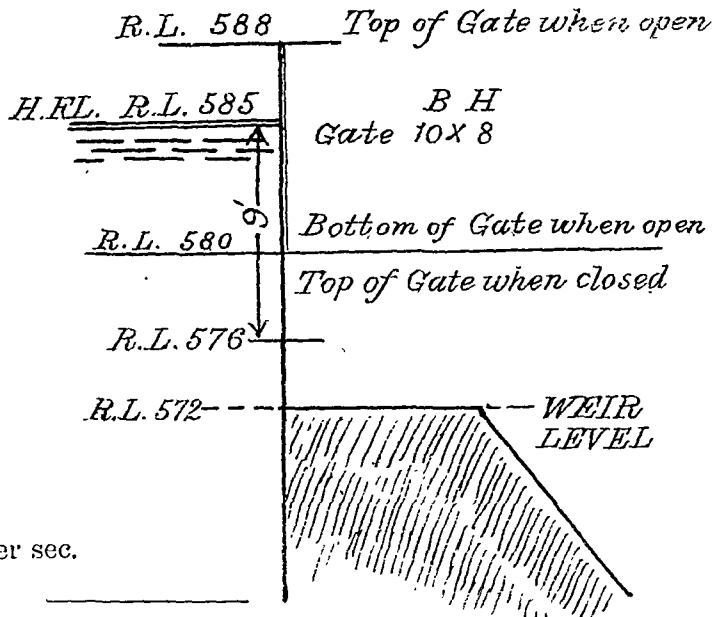 R.L. 588 Top of Gate when open
H.FL. R.L. 585
B H
Gate 10 X 8
9'
R.L. 580 Bottom of Gate when open
Top of Gate when closed
R.L. 576
R.L. 572 WEIR
LEVEL
er sec.